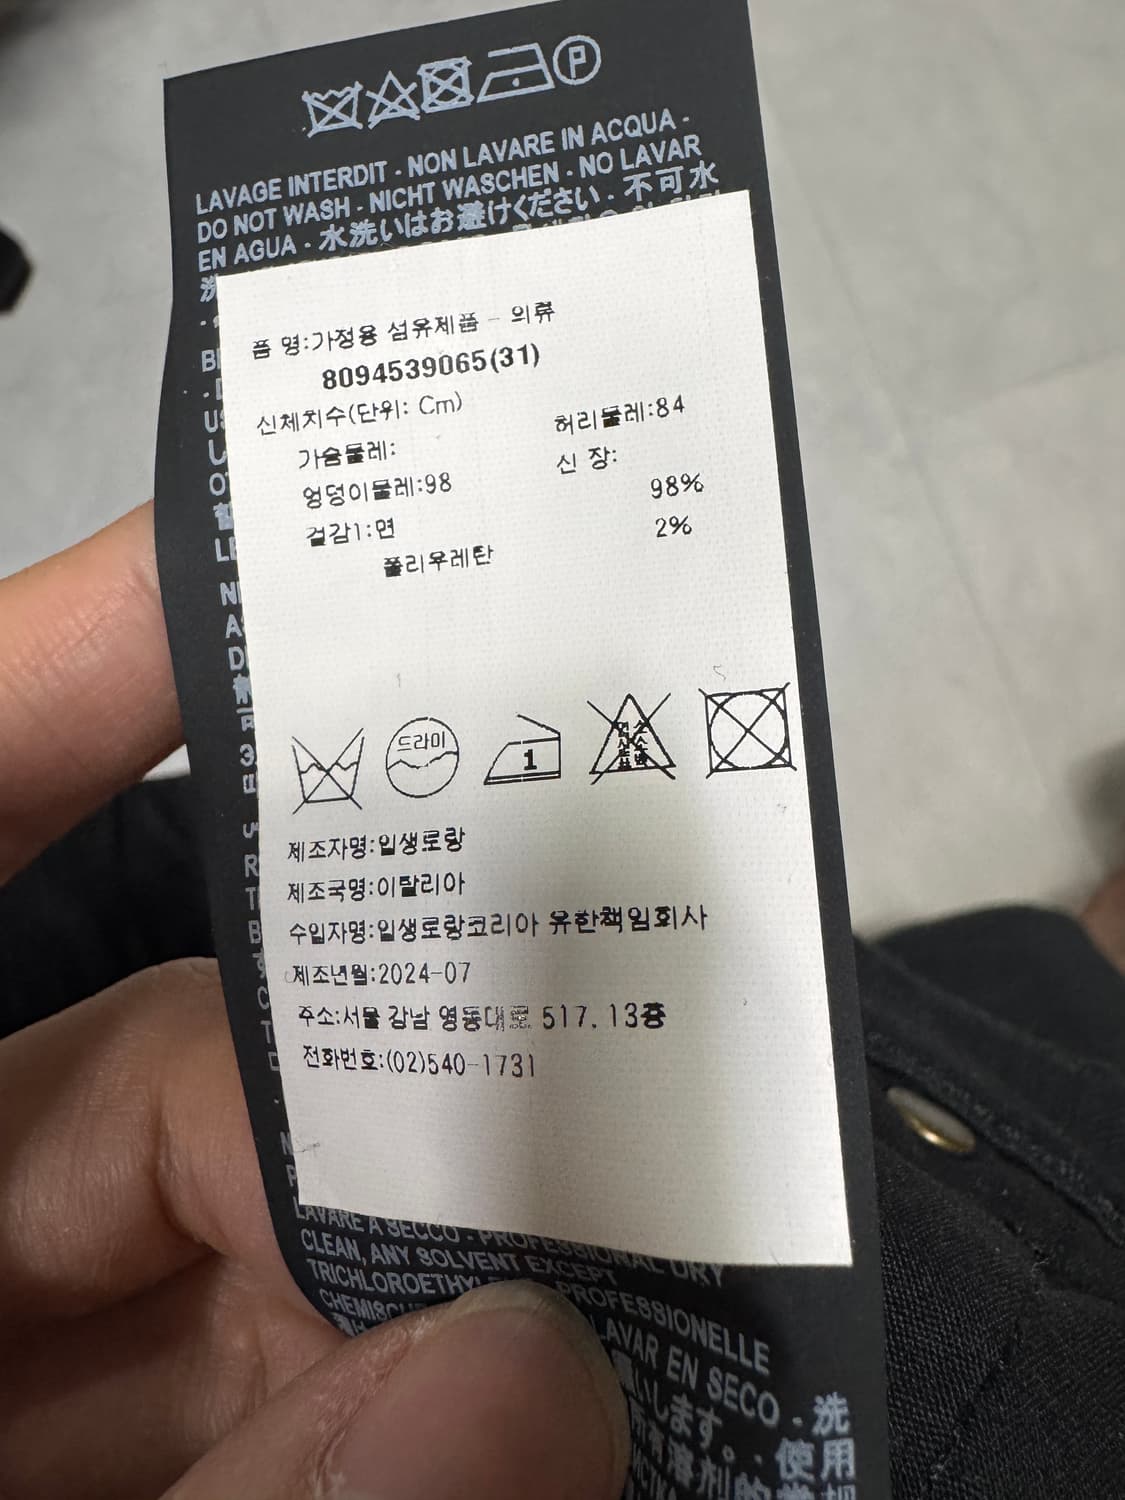 P
LAVAGE INTERDIT - NON LAVARE IN ACQUA -
DO NOT WASH - NICHT WASCHEN - NO LAVAR
EN AGUA - 水洗いはお避けください · 不可水
洗
품 명:가정용 섬유제품 - 의류
8094539065(31)
신체치수(단위: Cm)
가슴둘레:
허리둘레:84
엉덩이둘레:98
신 장:
겉감1:면
98%
폴리우레탄
2%
드라이
1
제조자명:입생로랑
제조국명:이탈리아
수입자명:입생로랑코리아 유한책임회사
제조년월:2024-07
주소:서울 강남 영동대로 517, 13층
전화번호:(02)540-1731
LAVARE A SECCO - PROFESSIONAL DRY
CLEAN, ANY SOLVENT EXCEPT
PROFESSIONELLE
LAVAR EN SECO - 洗
します。· 使用